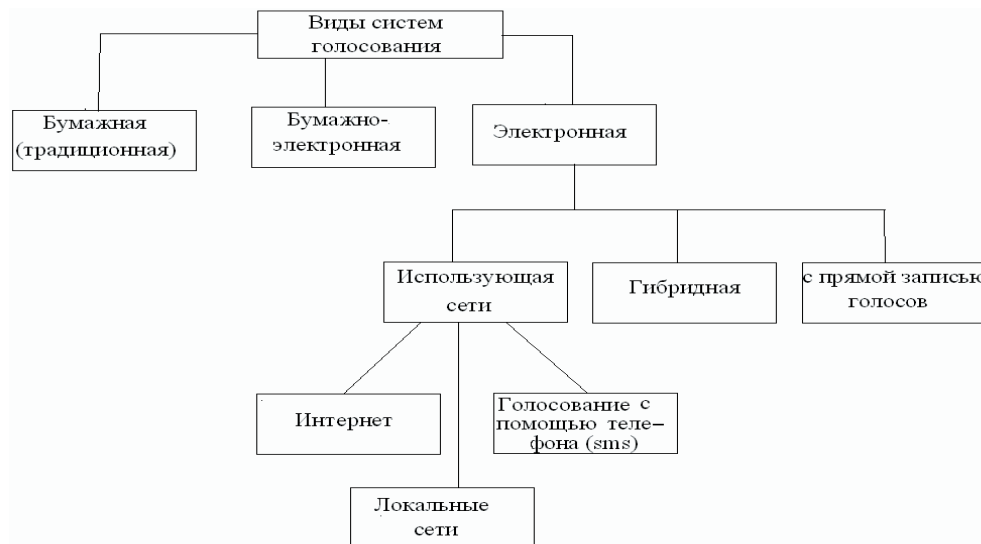 Виды систем
голосования
Бумажная
(традиционная)
Бумажно-
электронная
Электронная
Использующая
сети
Гибридная
с прямой записью
голосов
Интернет
Голосование с
помощью теле-
фона (sms)
Локальные
сети